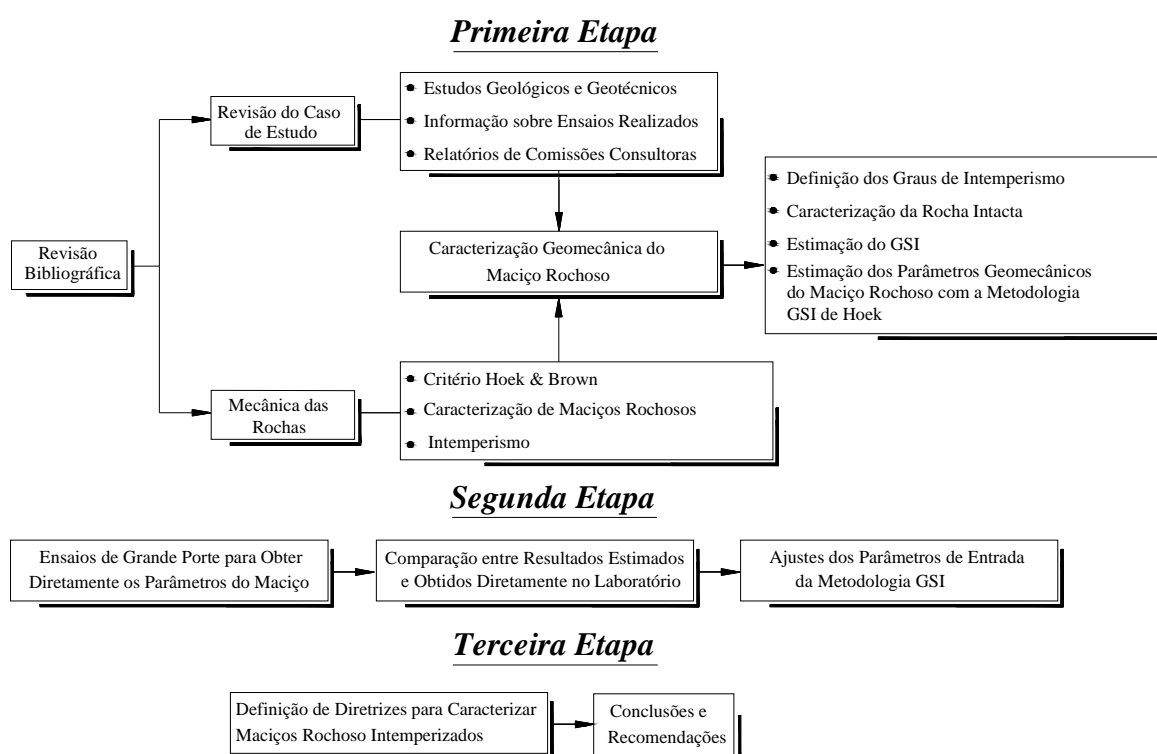 Primeira Etapa
Revisão do Caso
de Estudo
• Estudos Geológicos e Geotécnicos
• Informação sobre Ensaios Realizados
• Relatórios de Comissões Consultoras
• Definição dos Graus de Intemperismo
• Caracterização da Rocha Intacta
• Estimação do GSI
• Estimação dos Parâmetros Geomecânicos
do Maciço Rochoso com a Metodologia
GSI de Hoek
Revisão
Bibliográfica
Caracterização Geomecânica do
Maciço Rochoso
Mecânica das
Rochas
• Critério Hoek & Brown
• Caracterização de Maciços Rochosos
• Intemperismo
Segunda Etapa
Ensaios de Grande Porte para Obter
Diretamente os Parâmetros do Maciço
Comparação entre Resultados Estimados
e Obtidos Diretamente no Laboratório
Ajustes dos Parâmetros de Entrada
da Metodologia GSI
Terceira Etapa
Definição de Diretrizes para Caracterizar
Maciços Rochoso Intemperizados
Conclusões e
Recomendações